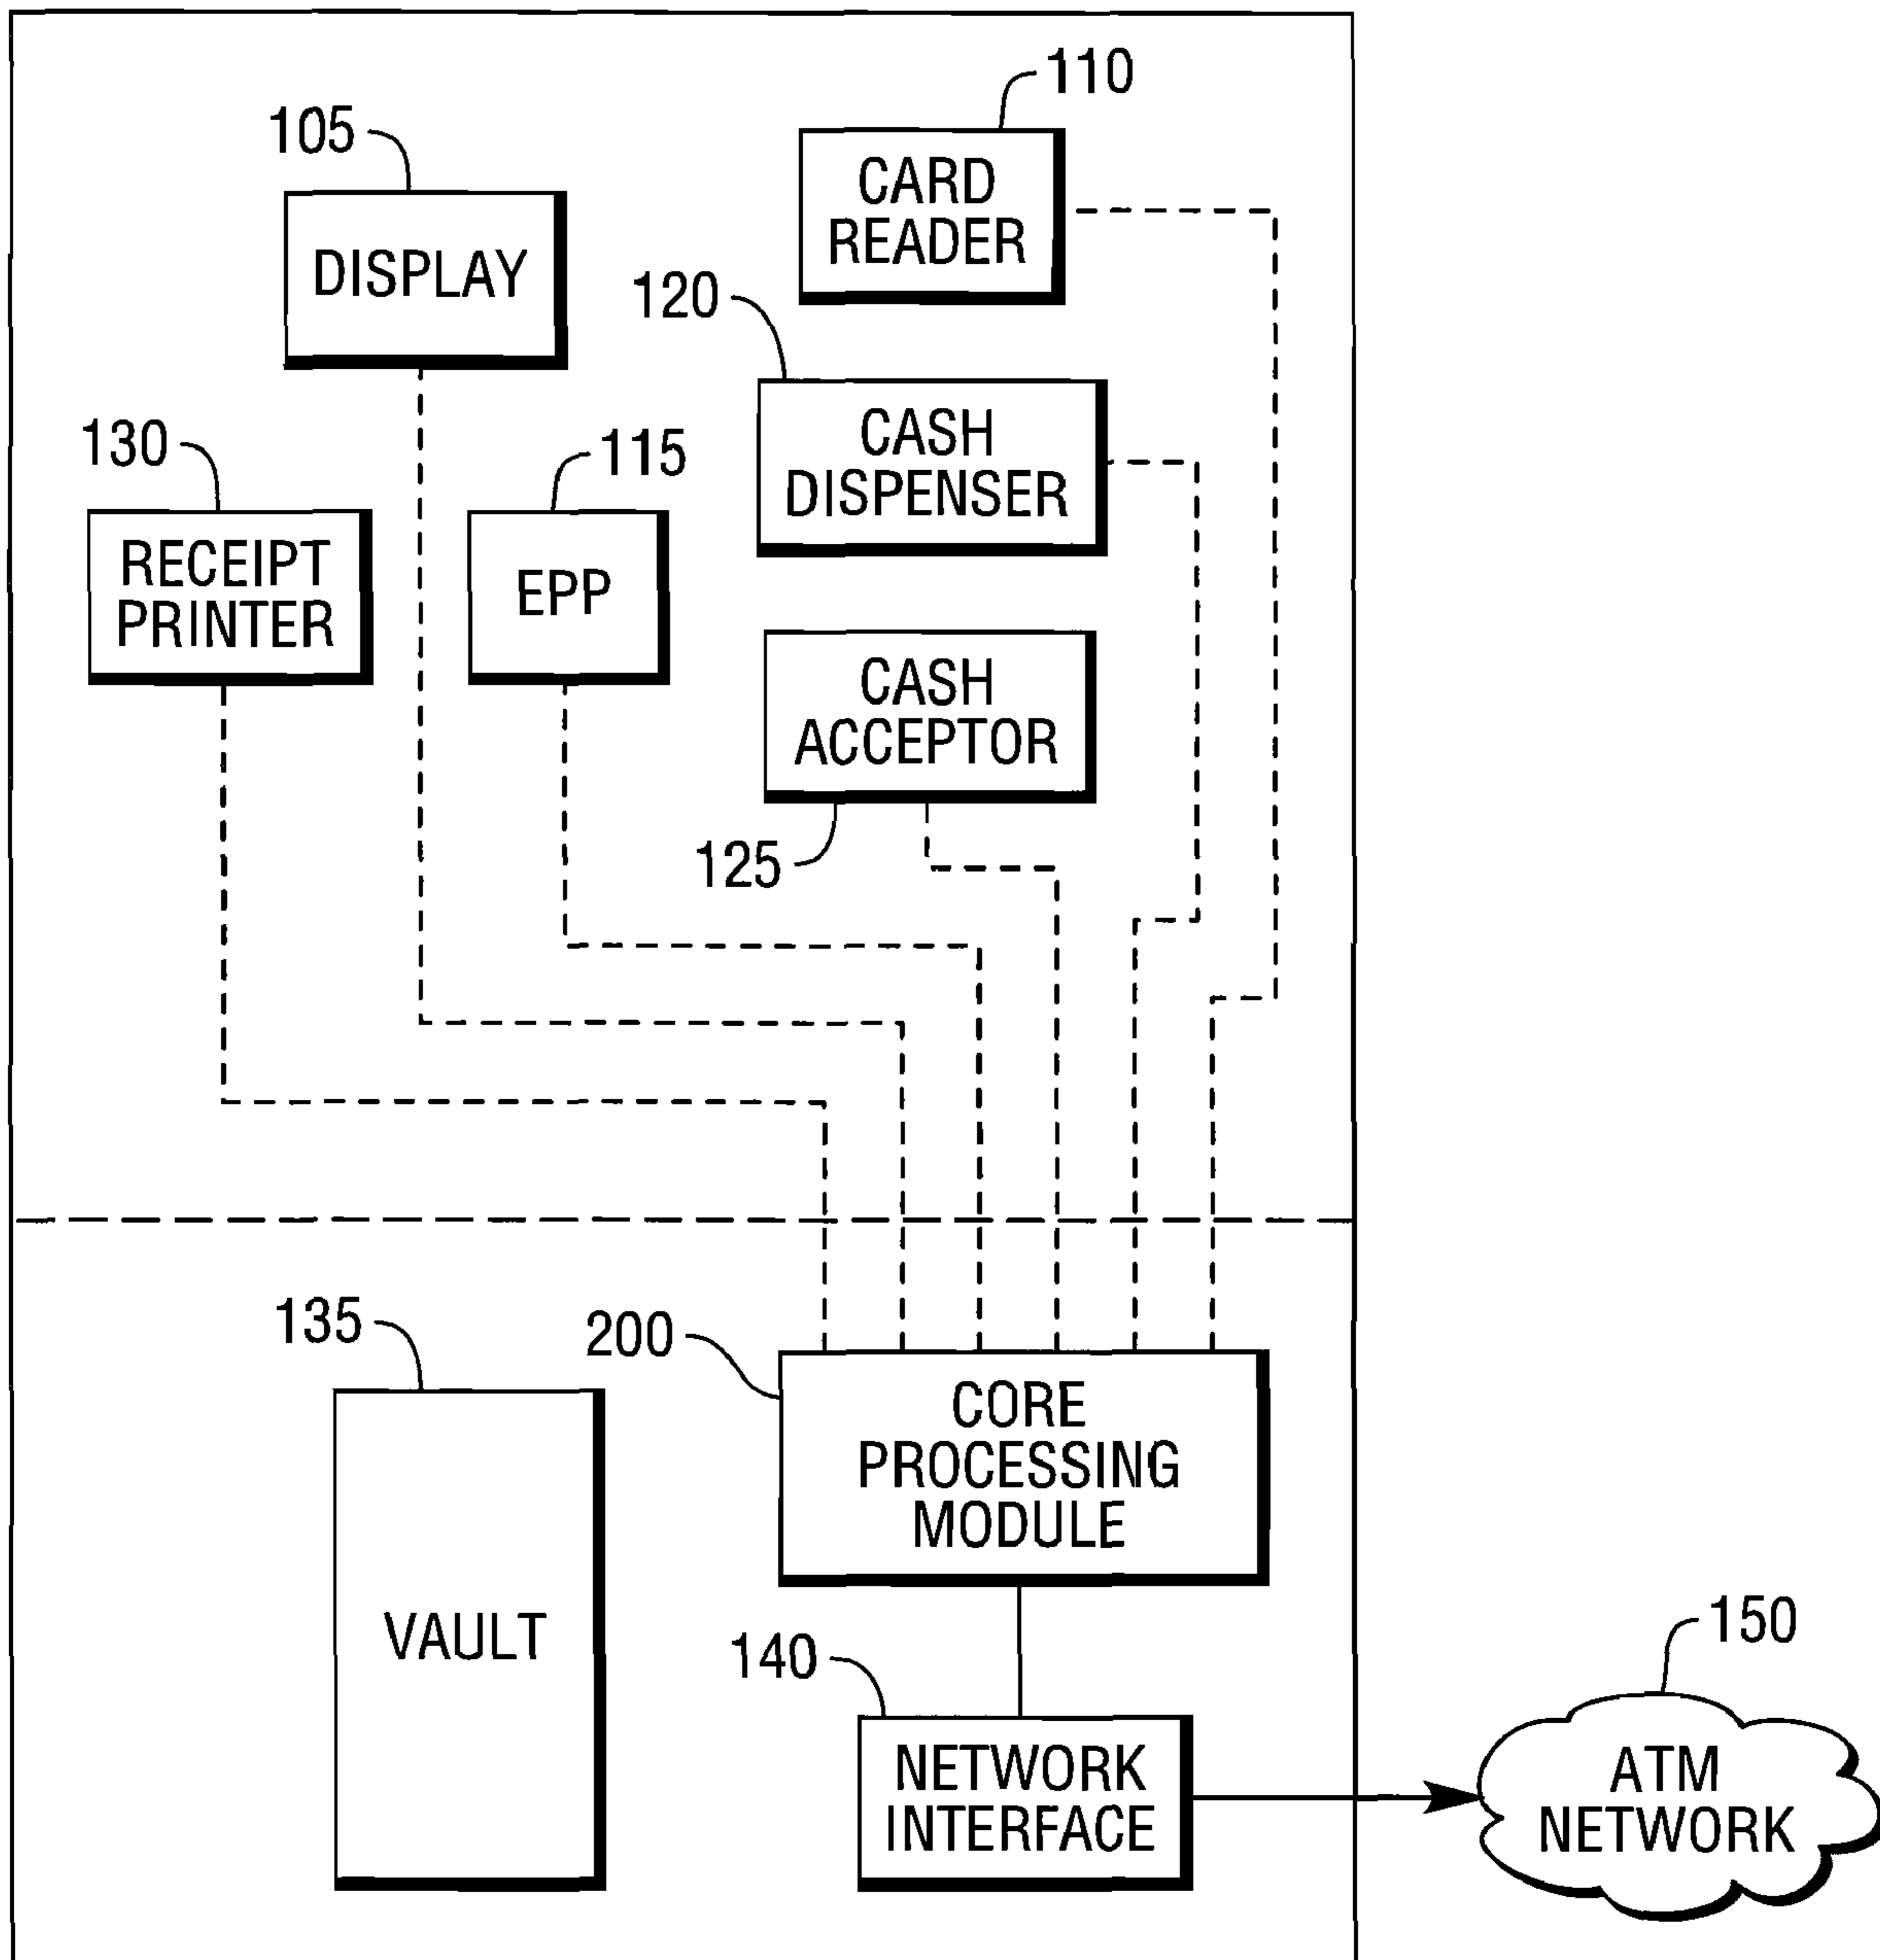 110
105
CARD
READER
DISPLAY
120
CASH
DISPENSER
130
115
RECEIPT
PRINTER
EPP
CASH
ACCEPTOR
125
135
200
CORE
PROCESSING
MODULE
VAULT
140
150
NETWORK
INTERFACE
ATM
NETWORK